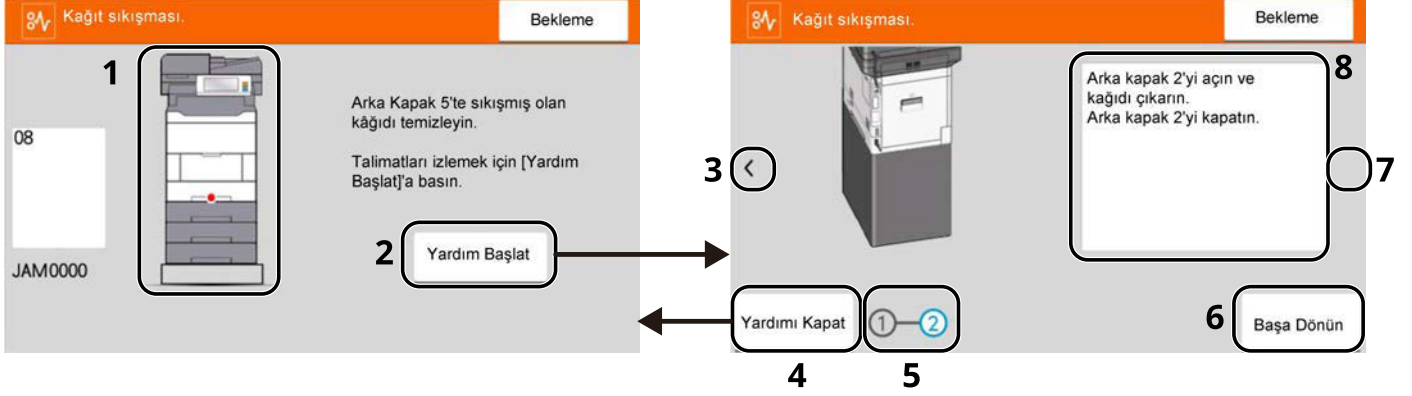 Kağıt sıkışması.
Bekleme
1
08
JAM0000
Arka Kapak 5'te sıkışmış olan
kâğıdı temizleyin.
Talimatları izlemek için [Yardım
Başlat]'a basın.
2
Yardım Başlat
Kağıt sıkışması.
Bekleme
8
Arka kapak 2'yi açın ve
kağıdı çıkarın.
Arka kapak 2'yi kapatın.
3
7
Yardımı Kapat
1
2
6
Başa Dönün
4
5